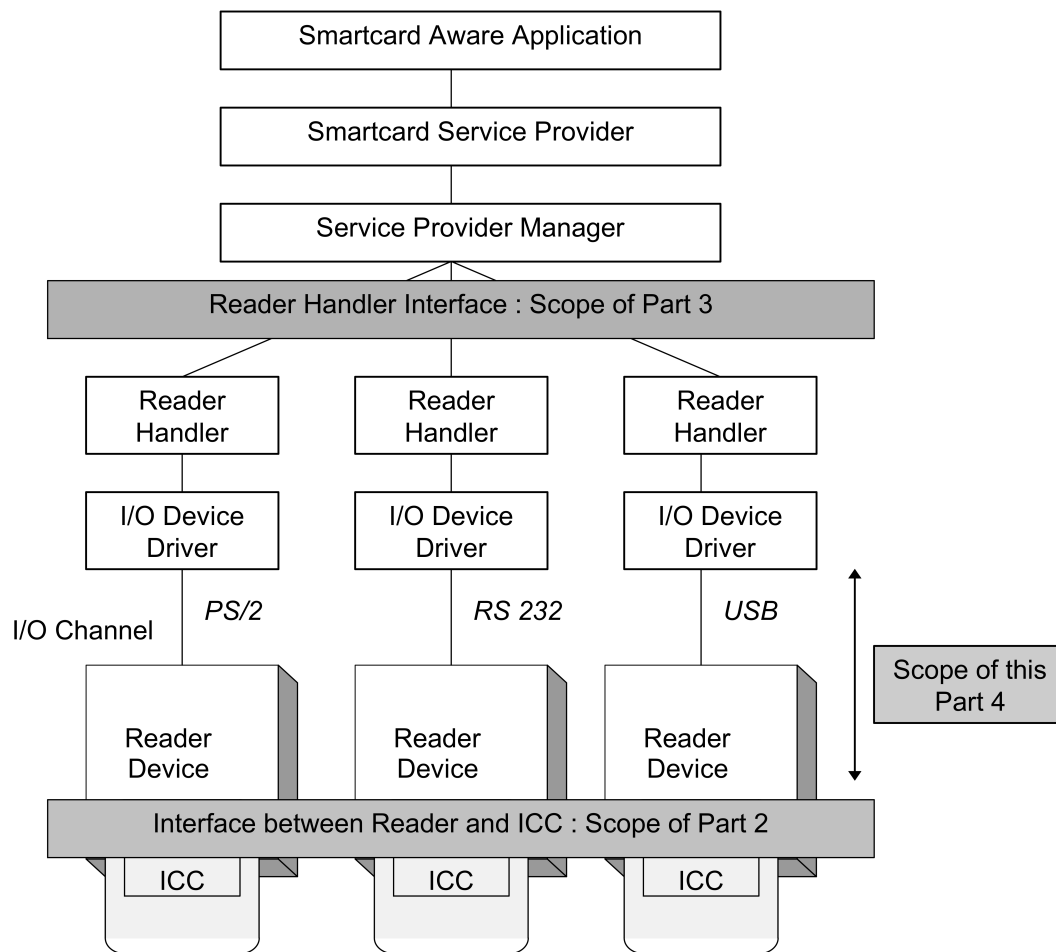 Smartcard Aware Application
Smartcard Service Provider
Service Provider Manager
Reader Handler Interface : Scope of Part 3
Reader
Handler
Reader
Handler
Reader
Handler
I/O Device
Driver
I/O Device
Driver
I/O Device
Driver
I/O Channel
PS/2
RS 232
USB
Scope of this
Part 4
Reader
Device
Reader
Device
Reader
Device
Interface between Reader and ICC : Scope of Part 2
ICC
ICC
ICC